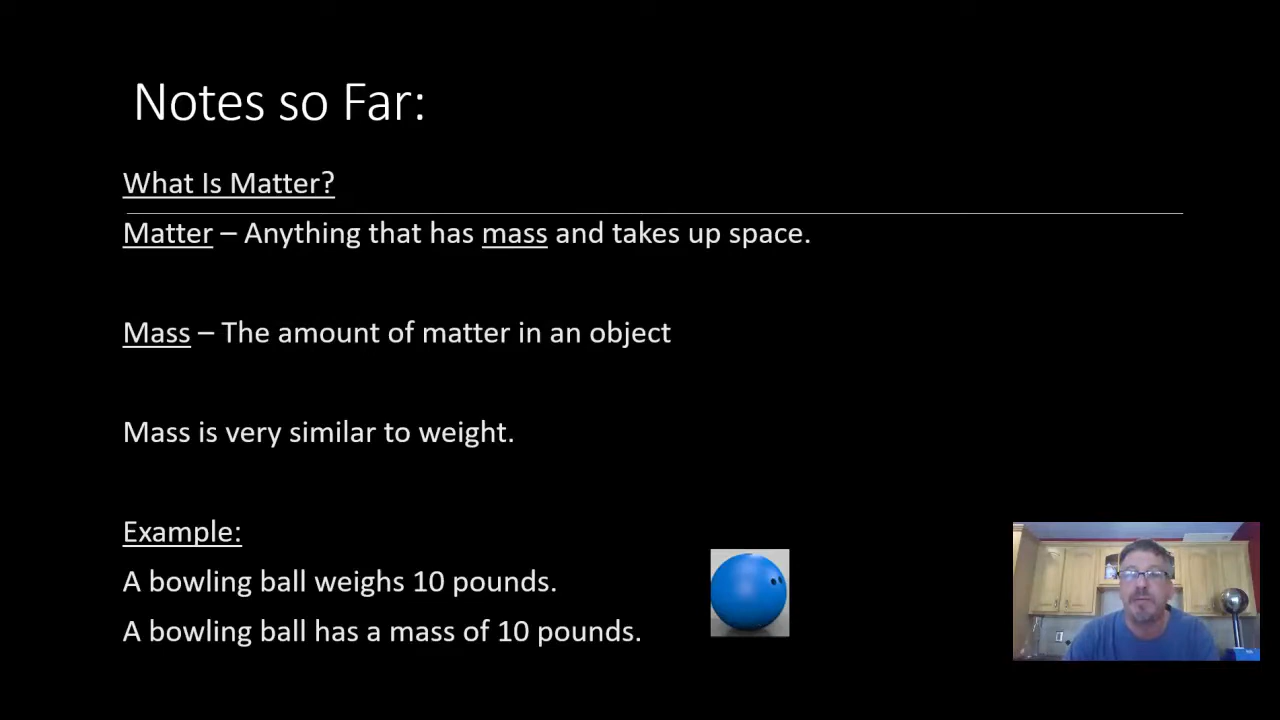 Notes so Far:
What Is Matter?
Matter – Anything that has mass and takes up space.
Mass – The amount of matter in an object
Mass is very similar to weight.
Example:
A bowling ball weighs 10 pounds.
A bowling ball has a mass of 10 pounds.